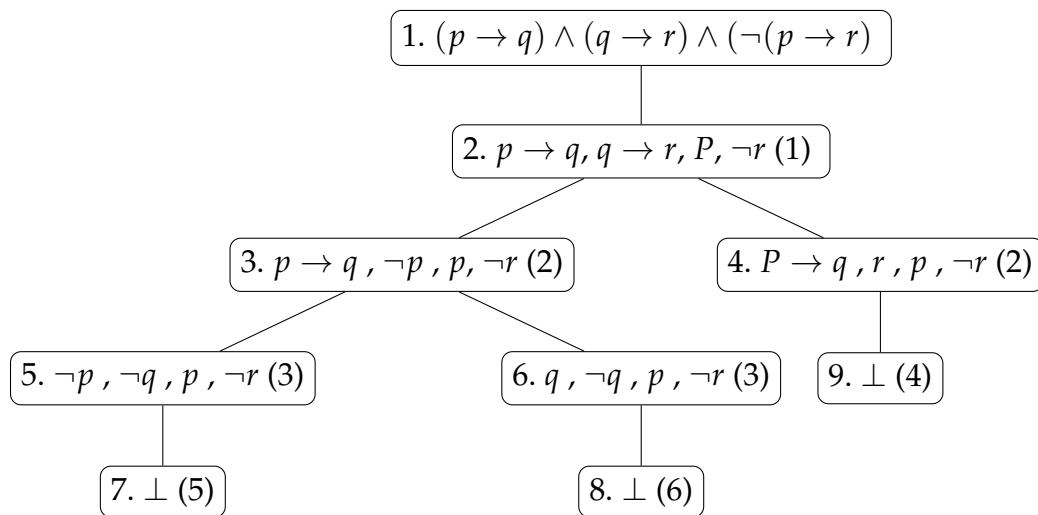 1. (p → q) ∧ (q → r) ∧ (¬(p → r)
2. p → q, q → r, P, ¬r (1)
3. p → q , ¬p , p, ¬r (2)
4. P → q , r , p , ¬r (2)
5. ¬p , ¬q , p , ¬r (3)
6. q , ¬q , p , ¬r (3)
9. ⊥ (4)
7. ⊥ (5)
8. ⊥ (6)